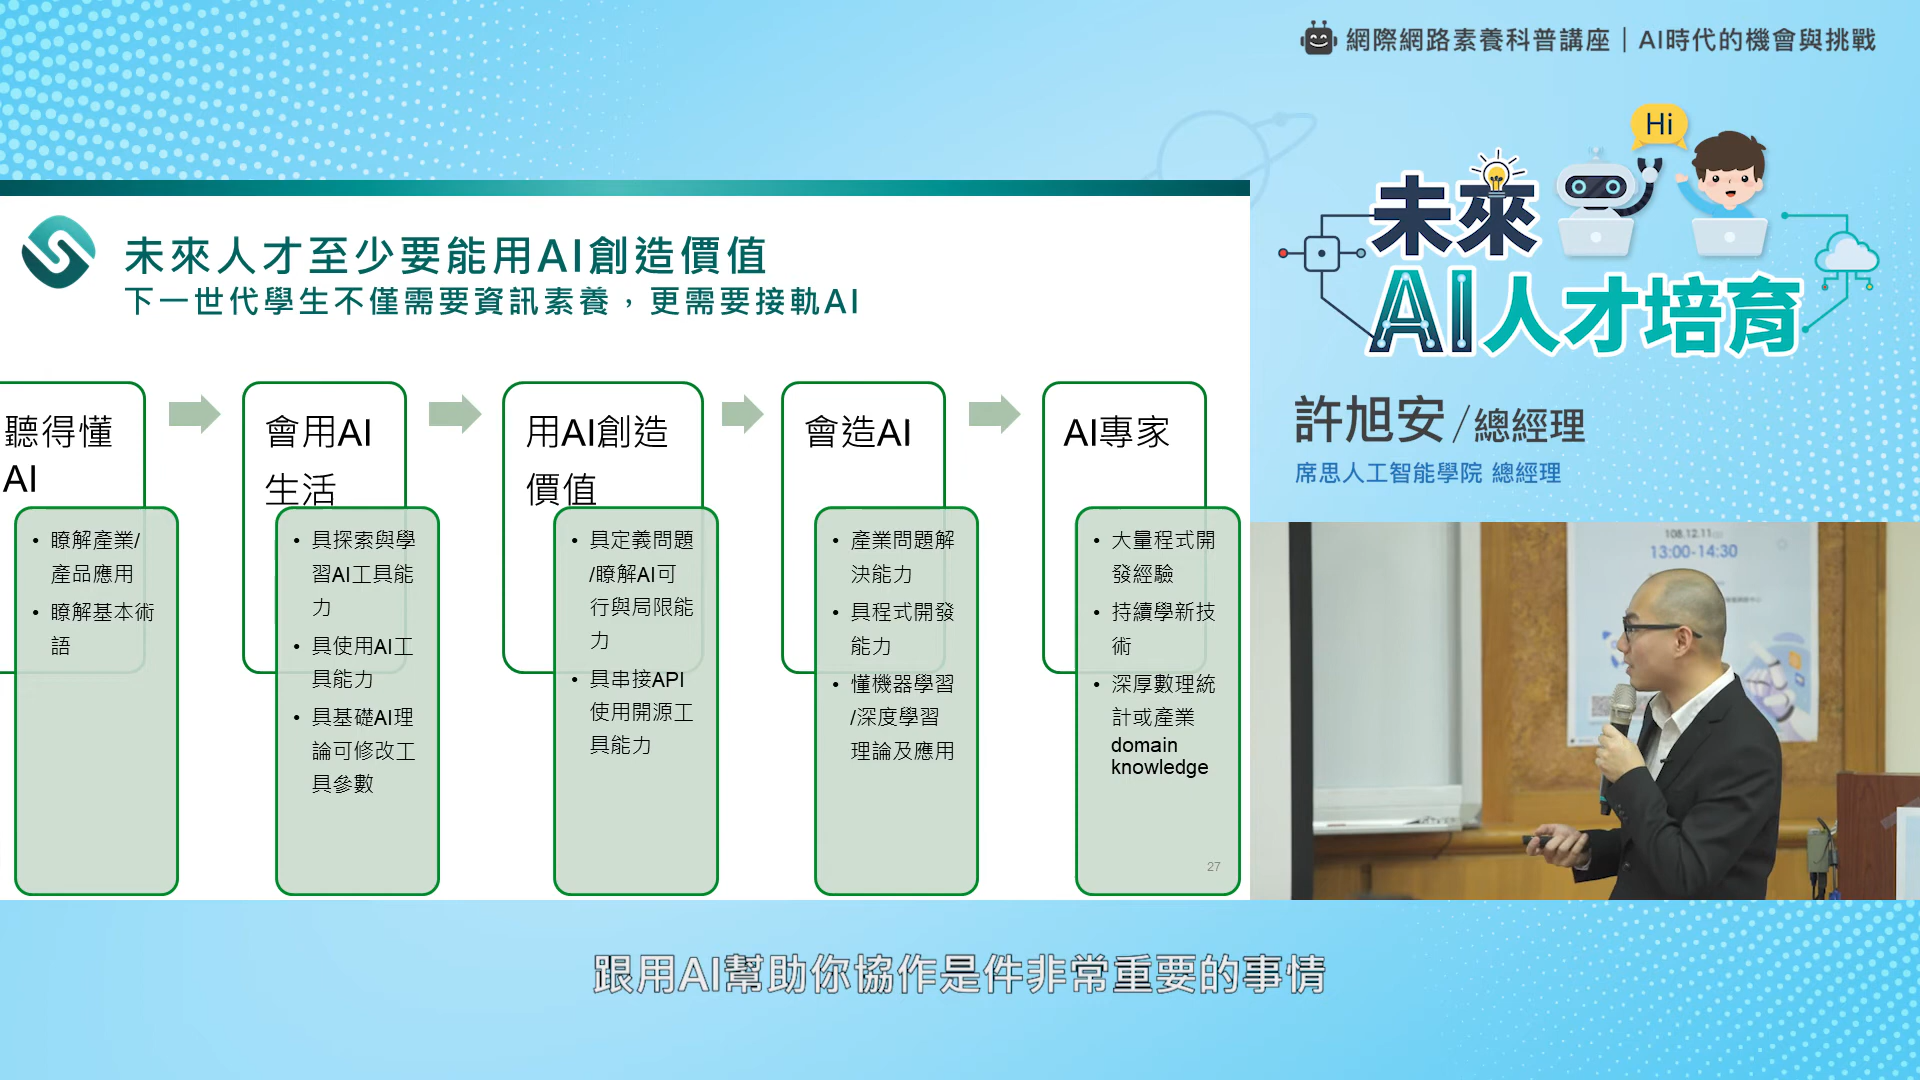 網際網路素養科普講座｜AI時代的機會與挑戰
Hi
未來
AI人才培育
許旭安/總經理
席思人工智能學院 總經理
未來人才至少要能用AI創造價值
下一世代學生不僅需要資訊素養，更需要接軌AI
聽得懂
AI
• 瞭解產業/
產品應用
• 瞭解基本術
語
會用AI
生活
• 具探索與學
習AI工具能
力
• 具使用AI工
具能力
• 具基礎AI理
論可修改工
具參數
用AI創造
價值
• 具定義問題
/瞭解AI可
行與局限能
力
• 具串接API
使用開源工
具能力
會造AI
• 產業問題解
決能力
• 具程式開發
能力
• 懂機器學習
/深度學習
理論及應用
AI專家
• 大量程式開
發經驗
• 持續學新技
術
• 深厚數理統
計或產業
domain
knowledge
27
108.12.11
13:00-14:30
跟用AI幫助你協作是件非常重要的事情